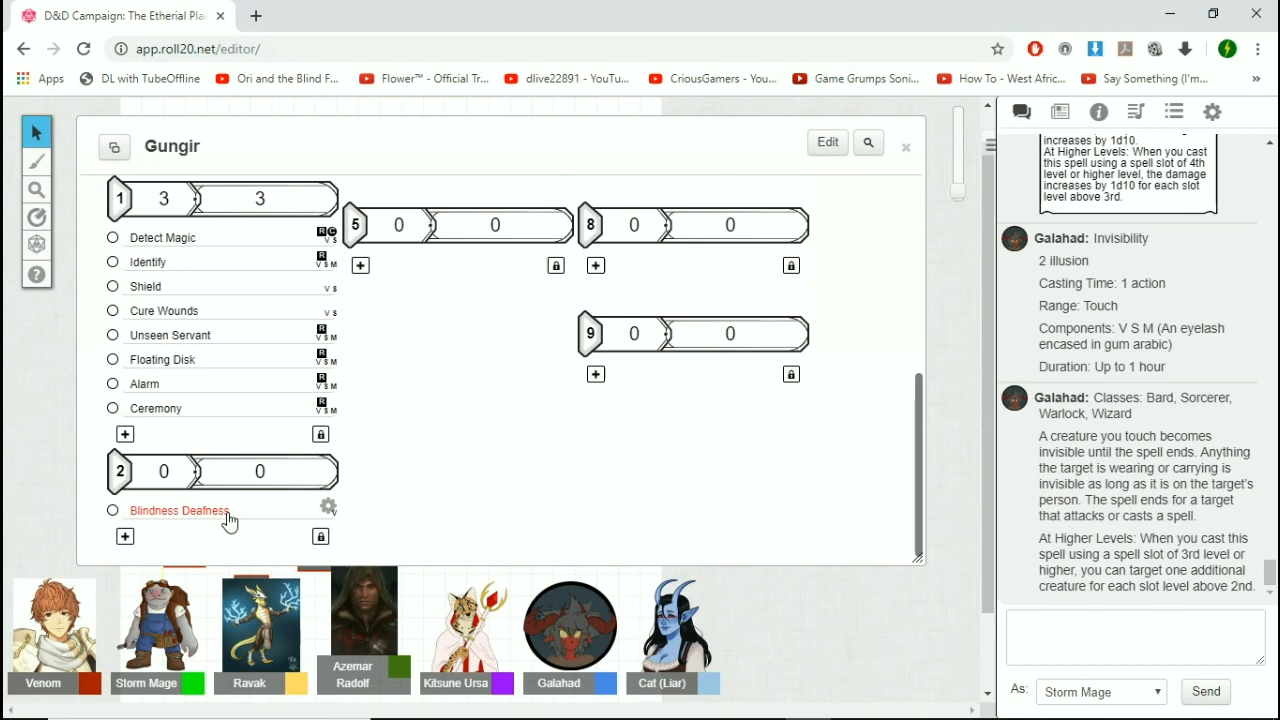 D&D Campaign: The Etherial Pla
app.roll20.net/editor/
Apps
DL with TubeOffline
Ori and the Blind F...
Flower™ - Official Tr...
dlive22891 - YouTu...
CriousGamers - You...
Game Grumps Soni...
How To - West Afric...
Say Something (I'm...
»
Gungir
Edit
1 3 3
Detect Magic R C V S
Identify R V S M
Shield V S
Cure Wounds V S
Unseen Servant R V S M
Floating Disk R V S M
Alarm R V S M
Ceremony R V S M
2 0 0
Blindness Deafness V
5 0 0
8 0 0
9 0 0
increases by 1d10.
At Higher Levels: When you cast
this spell using a spell slot of 4th
level or higher level, the damage
increases by 1d10 for each slot
level above 3rd.
Galahad: Invisibility
2 illusion
Casting Time: 1 action
Range: Touch
Components: V S M (An eyelash
encased in gum arabic)
Duration: Up to 1 hour
Galahad: Classes: Bard, Sorcerer,
Warlock, Wizard
A creature you touch becomes
invisible until the spell ends. Anything
the target is wearing or carrying is
invisible as long as it is on the target's
person. The spell ends for a target
that attacks or casts a spell.
At Higher Levels: When you cast this
spell using a spell slot of 3rd level or
higher, you can target one additional
creature for each slot level above 2nd.
As: Storm Mage Send
Venom
Storm Mage
Ravak
Azemar
Radolf
Kitsune Ursa
Galahad
Cat (Liar)